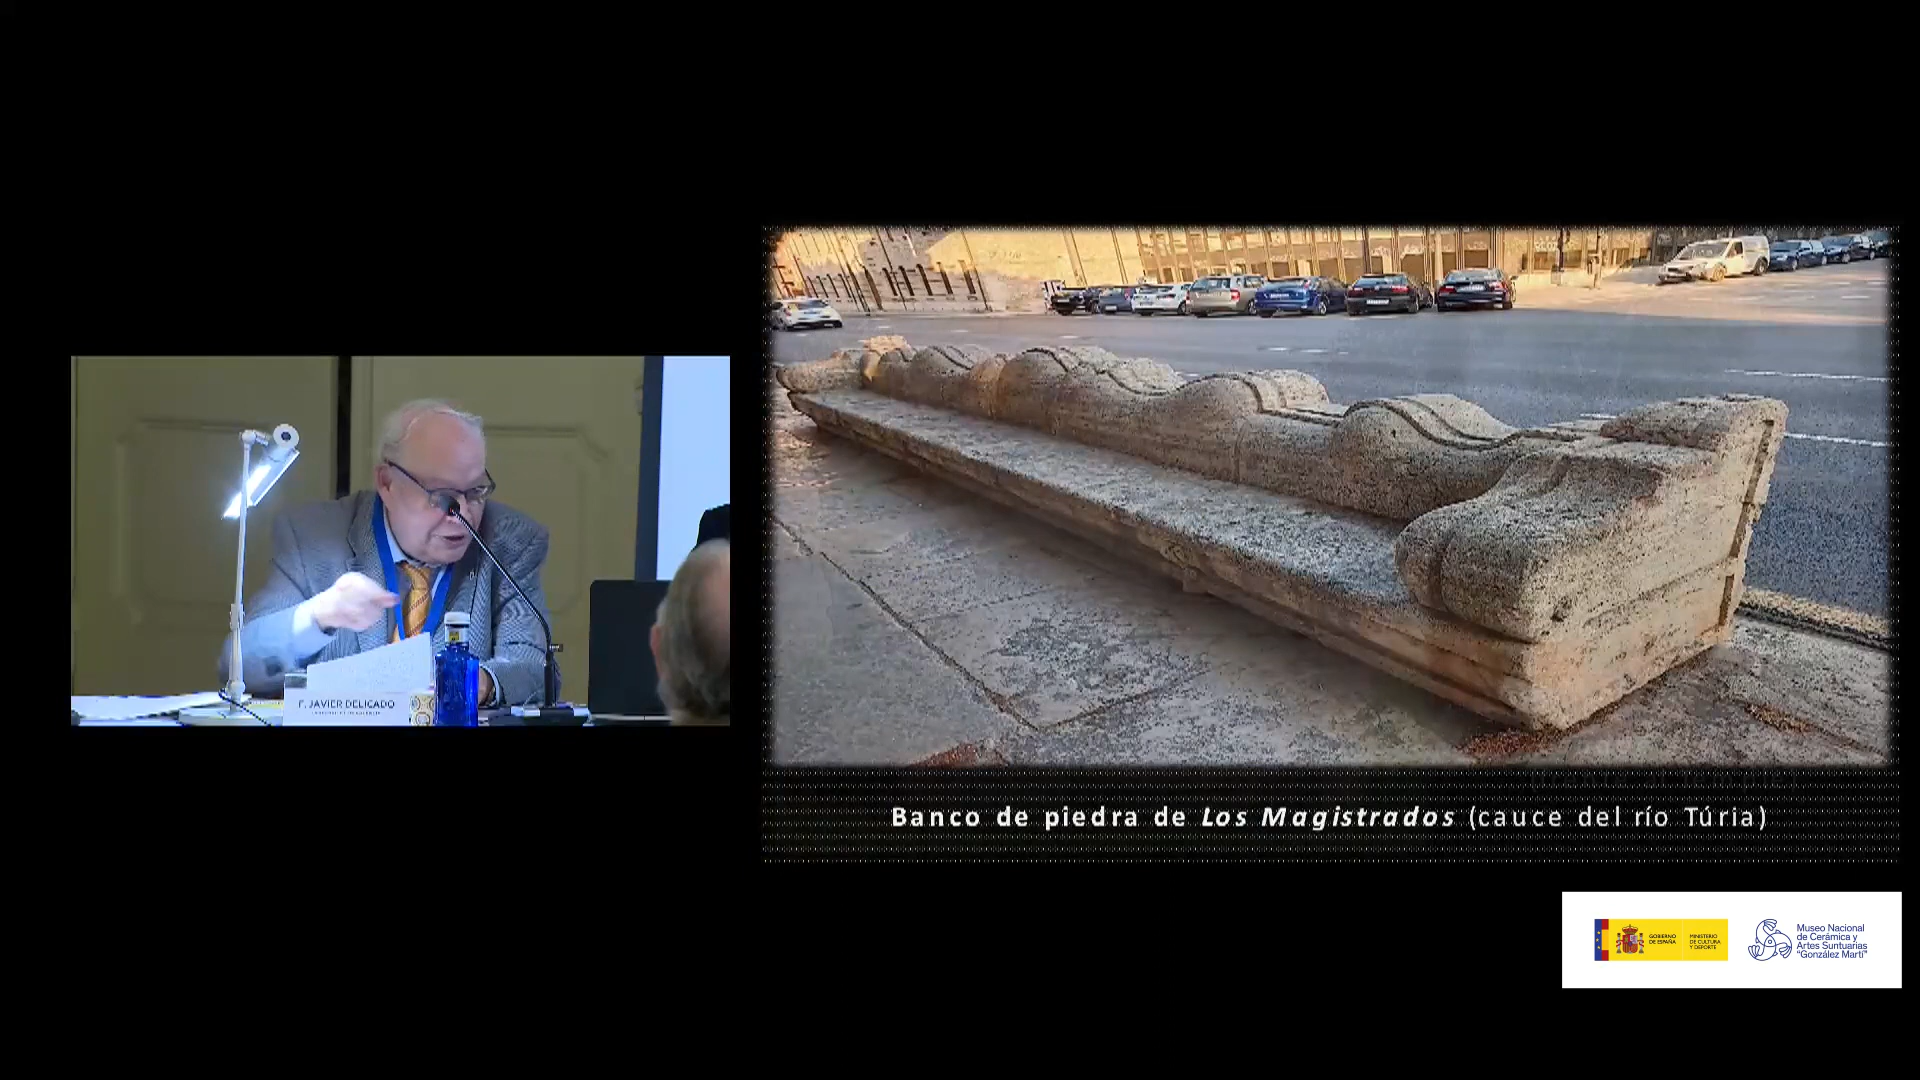 F. JAVIER DELICADO
Banco de piedra de Los Magistrados (cauce del río Túria)
GOBIERNO
DE ESPAÑA
MINISTERIO
DE CULTURA
Y DEPORTE
Museo Nacional
de Cerámica y
Artes Suntuarias
"González Martí"